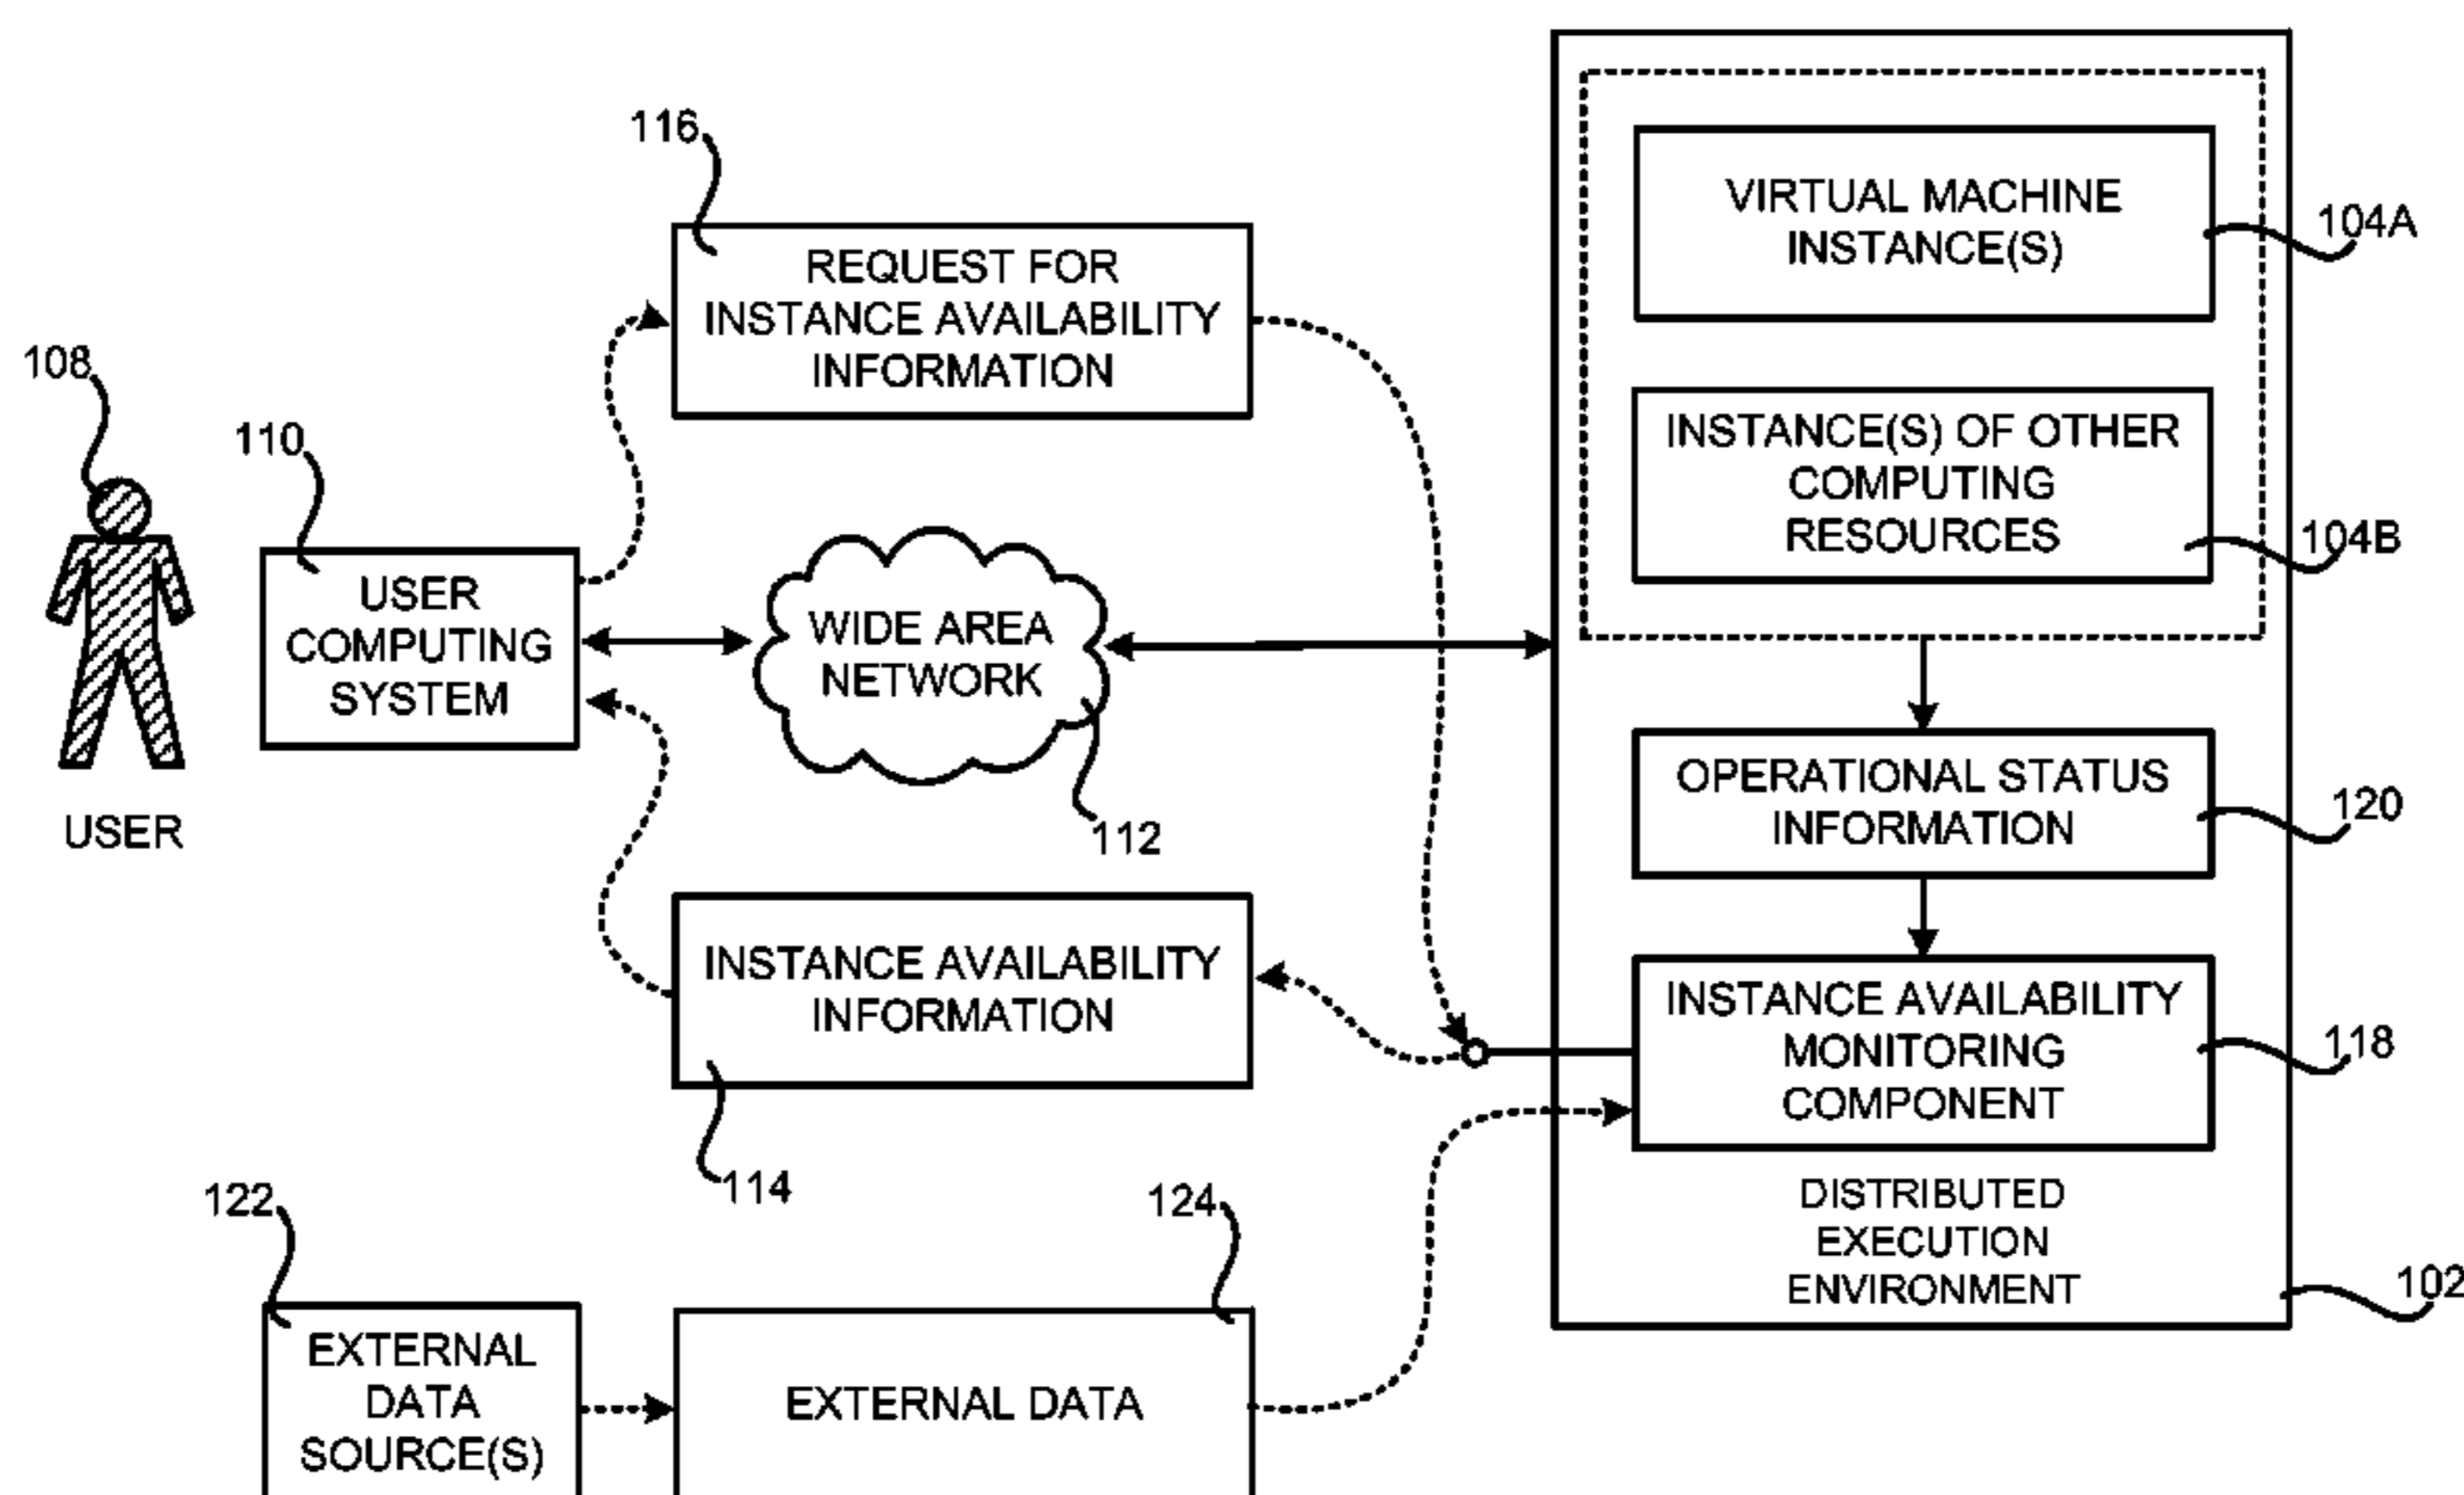 116
REQUEST FOR
INSTANCE AVAILABILITY
INFORMATION
108
USER
110
USER
COMPUTING
SYSTEM
WIDE AREA
NETWORK
112
INSTANCE AVAILABILITY
INFORMATION
114
122
EXTERNAL
DATA
SOURCE(S)
124
EXTERNAL DATA
VIRTUAL MACHINE
INSTANCE(S)
104A
INSTANCE(S) OF OTHER
COMPUTING
RESOURCES
104B
OPERATIONAL STATUS
INFORMATION
120
INSTANCE AVAILABILITY
MONITORING
COMPONENT
118
DISTRIBUTED
EXECUTION
ENVIRONMENT
102